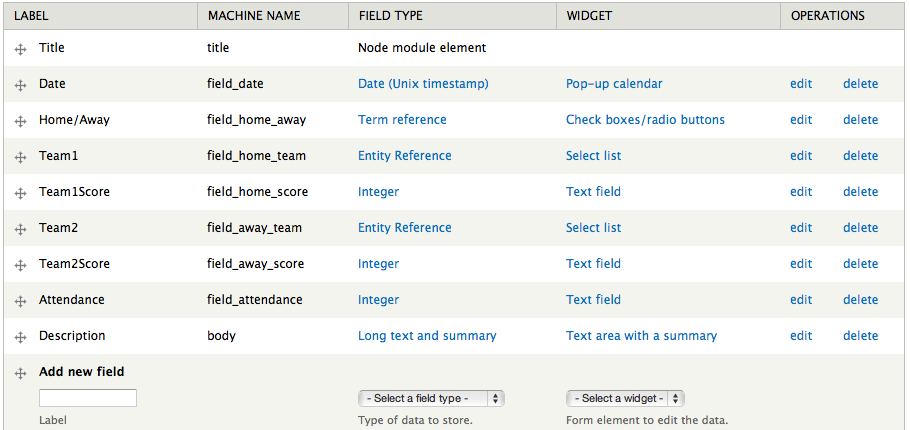 LABEL MACHINE NAME FIELD TYPE WIDGET OPERATIONS
Title title Node module element
Date field_date Date (Unix timestamp) Pop-up calendar edit delete
Home/Away field_home_away Term reference Check boxes/radio buttons edit delete
Team1 field_home_team Entity Reference Select list edit delete
Team1Score field_home_score Integer Text field edit delete
Team2 field_away_team Entity Reference Select list edit delete
Team2Score field_away_score Integer Text field edit delete
Attendance field_attendance Integer Text field edit delete
Description body Long text and summary Text area with a summary edit delete
Add new field
- Select a field type - - Select a widget -
Label Type of data to store. Form element to edit the data.